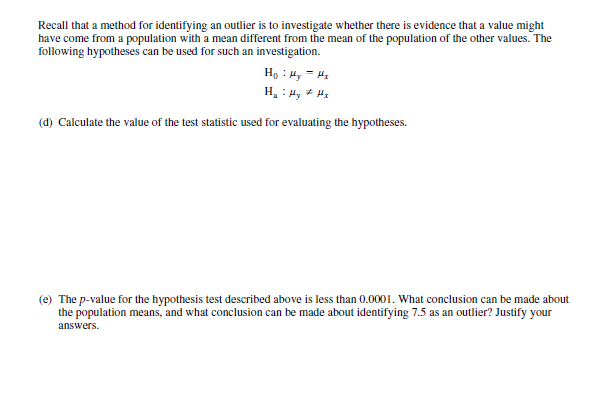 Recall that a method for identifying an outlier is to investigate whether there is evidence that a value might
have come from a population with a mean different from the mean of the population of the other values. The
following hypotheses can be used for such an investigation.
H₀ : μᵧ = μₓ
Hₐ : μᵧ ≠ μₓ
(d) Calculate the value of the test statistic used for evaluating the hypotheses.
(e) The p-value for the hypothesis test described above is less than 0.0001. What conclusion can be made about
the population means, and what conclusion can be made about identifying 7.5 as an outlier? Justify your
answers.